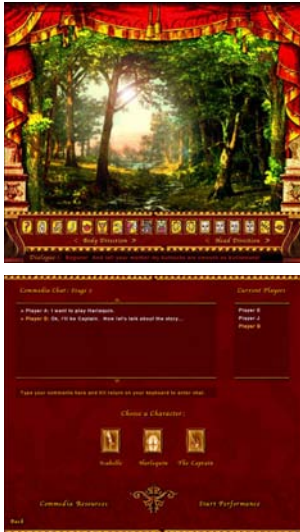 < Body Direction >
< Head Direction >
Dialogue:
Commedia Chat: Stage 2
Current Players
» Player A: I want to play Harlequin.
» Player B: Ok, I'll be Captain. Now let's talk about the story...
Player
Player
Player
Type your comments here and hit return on your keyboard to enter chat.
Choose a Character:
Isabella
Harlequin
The Captain
Commedia Resources
Start Performance
Back